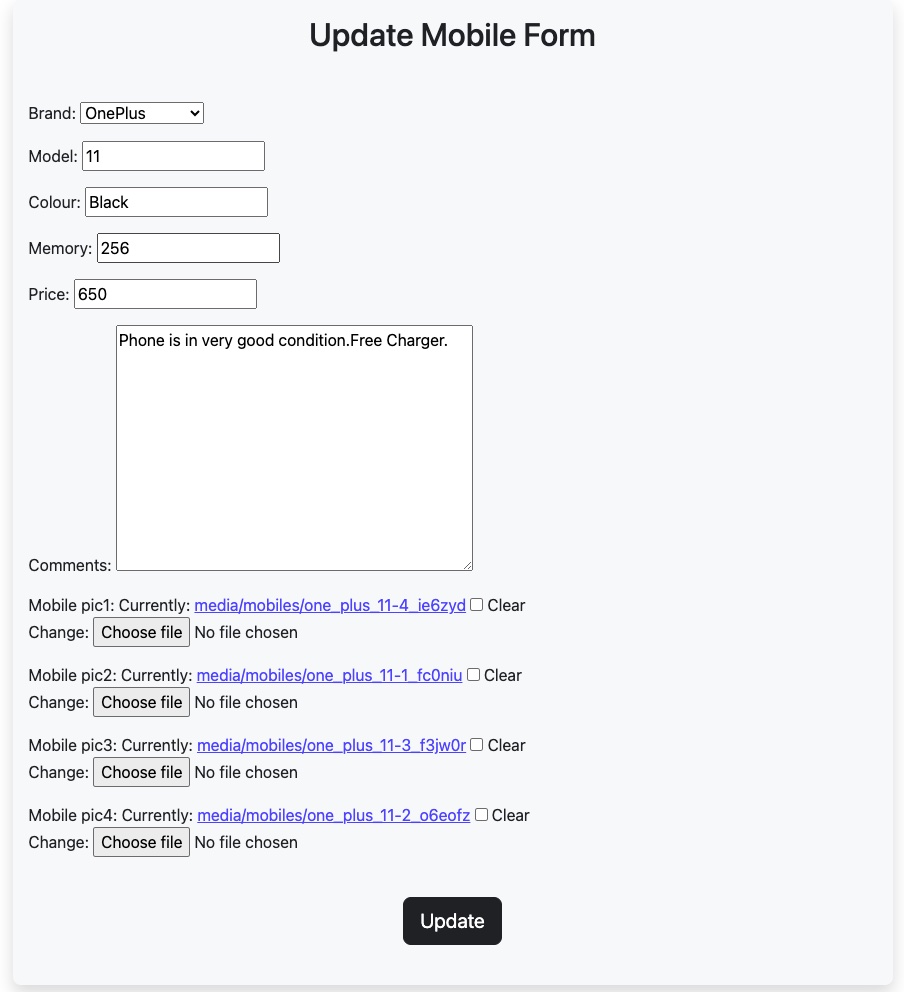 Update Mobile Form
Brand: OnePlus
Model: 11
Colour: Black
Memory: 256
Price: 650
Phone is in very good condition.Free Charger.
Comments:
Mobile pic1: Currently: media/mobiles/one_plus_11-4_ie6zyd Clear
Change: Choose file No file chosen
Mobile pic2: Currently: media/mobiles/one_plus_11-1_fc0niu Clear
Change: Choose file No file chosen
Mobile pic3: Currently: media/mobiles/one_plus_11-3_f3jw0r Clear
Change: Choose file No file chosen
Mobile pic4: Currently: media/mobiles/one_plus_11-2_o6eofz Clear
Change: Choose file No file chosen
Update